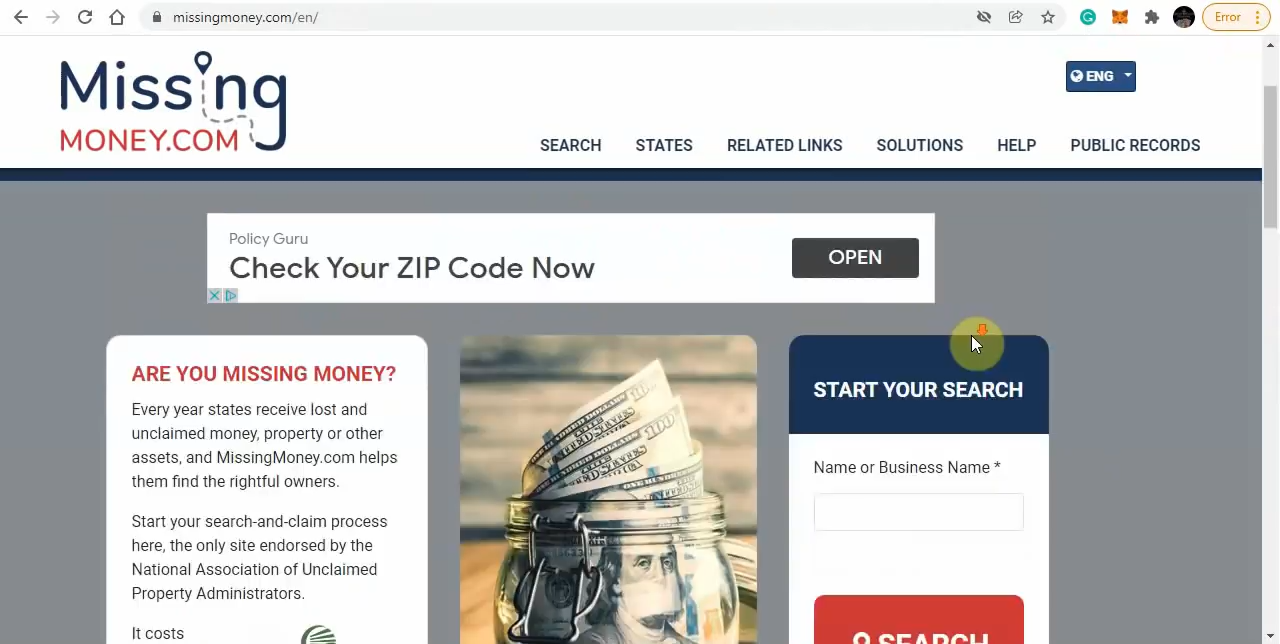 missingmoney.com/en/
Error
Missing
MONEY.COM
ENG
SEARCH
STATES
RELATED LINKS
SOLUTIONS
HELP
PUBLIC RECORDS
Policy Guru
Check Your ZIP Code Now
OPEN
ARE YOU MISSING MONEY?
Every year states receive lost and
unclaimed money, property or other
assets, and MissingMoney.com helps
them find the rightful owners.
Start your search-and-claim process
here, the only site endorsed by the
National Association of Unclaimed
Property Administrators.
It costs
100
START YOUR SEARCH
Name or Business Name *
SEARCH